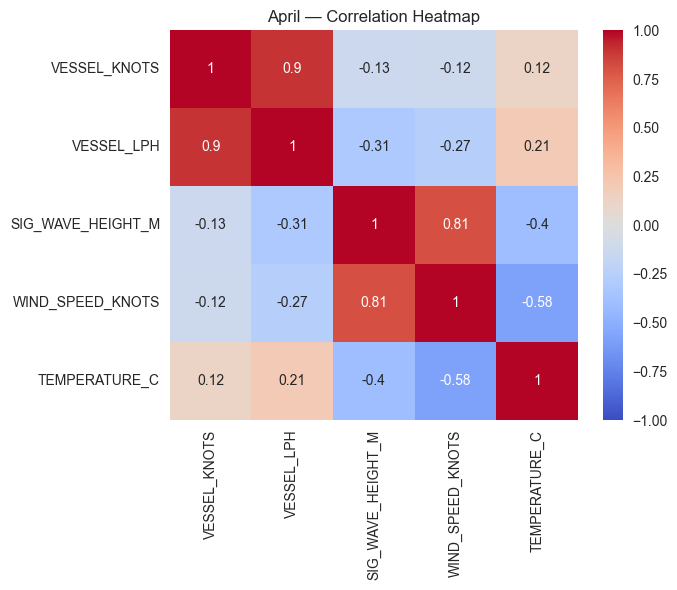 April — Correlation Heatmap
VESSEL_KNOTS 1 0.9 -0.13 -0.12 0.12
VESSEL_LPH 0.9 1 -0.31 -0.27 0.21
SIG_WAVE_HEIGHT_M -0.13 -0.31 1 0.81 -0.4
WIND_SPEED_KNOTS -0.12 -0.27 0.81 1 -0.58
TEMPERATURE_C 0.12 0.21 -0.4 -0.58 1
VESSEL_KNOTS
VESSEL_LPH
SIG_WAVE_HEIGHT_M
WIND_SPEED_KNOTS
TEMPERATURE_C
1.00
0.75
0.50
0.25
0.00
-0.25
-0.50
-0.75
-1.00